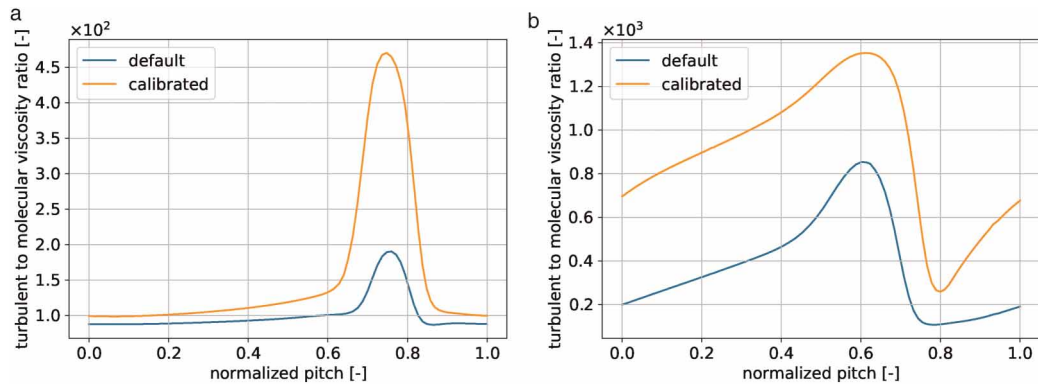 a
×10²
turbulent to molecular viscosity ratio [-]
4.5
4.0
3.5
3.0
2.5
2.0
1.5
1.0
default
calibrated
0.0 0.2 0.4 0.6 0.8 1.0
normalized pitch [-]
b
×10³
turbulent to molecular viscosity ratio [-]
1.4
1.2
1.0
0.8
0.6
0.4
0.2
default
calibrated
0.0 0.2 0.4 0.6 0.8 1.0
normalized pitch [-]